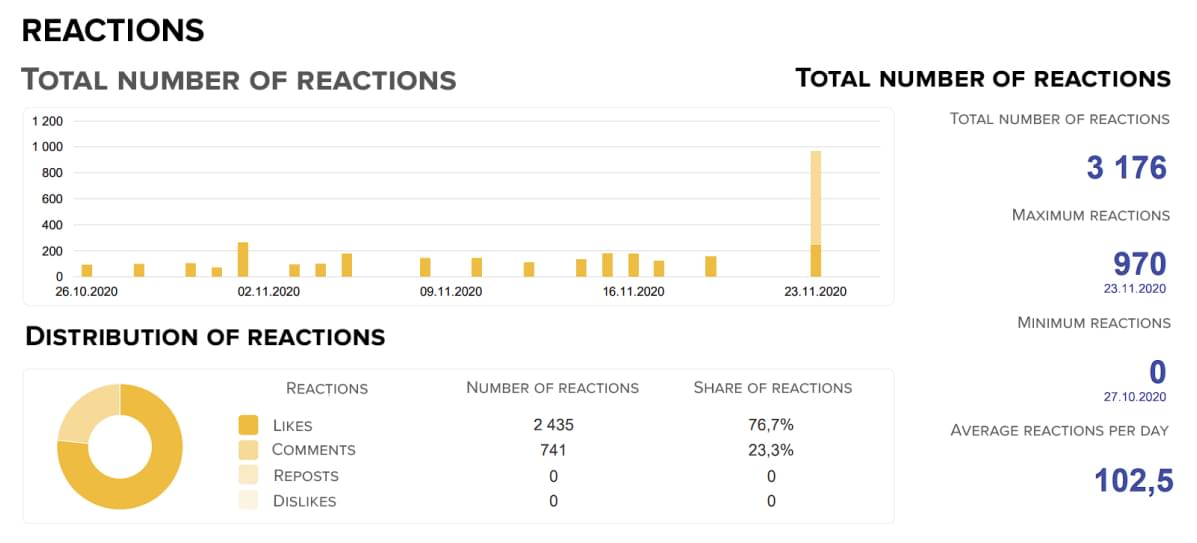 REACTIONS
TOTAL NUMBER OF REACTIONS
1 200
1 000
800
600
400
200
0
26.10.2020 02.11.2020 09.11.2020 16.11.2020 23.11.2020
TOTAL NUMBER OF REACTIONS
TOTAL NUMBER OF REACTIONS
3 176
MAXIMUM REACTIONS
970
23.11.2020
MINIMUM REACTIONS
0
27.10.2020
AVERAGE REACTIONS PER DAY
102,5
DISTRIBUTION OF REACTIONS
REACTIONS NUMBER OF REACTIONS SHARE OF REACTIONS
LIKES 2 435 76,7%
COMMENTS 741 23,3%
REPOSTS 0 0
DISLIKES 0 0